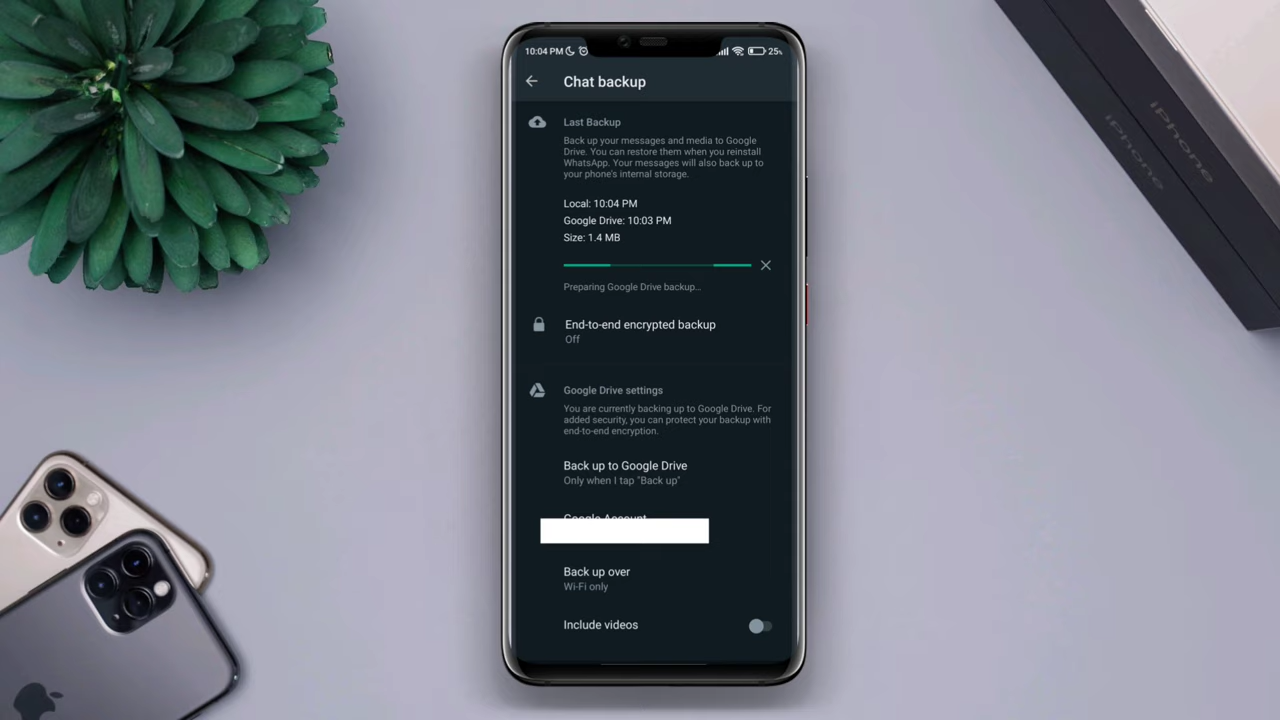 10:04 PM
25%
Chat backup
Last Backup
Back up your messages and media to Google
Drive. You can restore them when you reinstall
WhatsApp. Your messages will also back up to
your phone's internal storage.
Local: 10:04 PM
Google Drive: 10:03 PM
Size: 1.4 MB
Preparing Google Drive backup...
End-to-end encrypted backup
Off
Google Drive settings
You are currently backing up to Google Drive. For
added security, you can protect your backup with
end-to-end encryption.
Back up to Google Drive
Only when I tap "Back up"
Google Account
Back up over
Wi-Fi only
Include videos
iPhone
iPhone